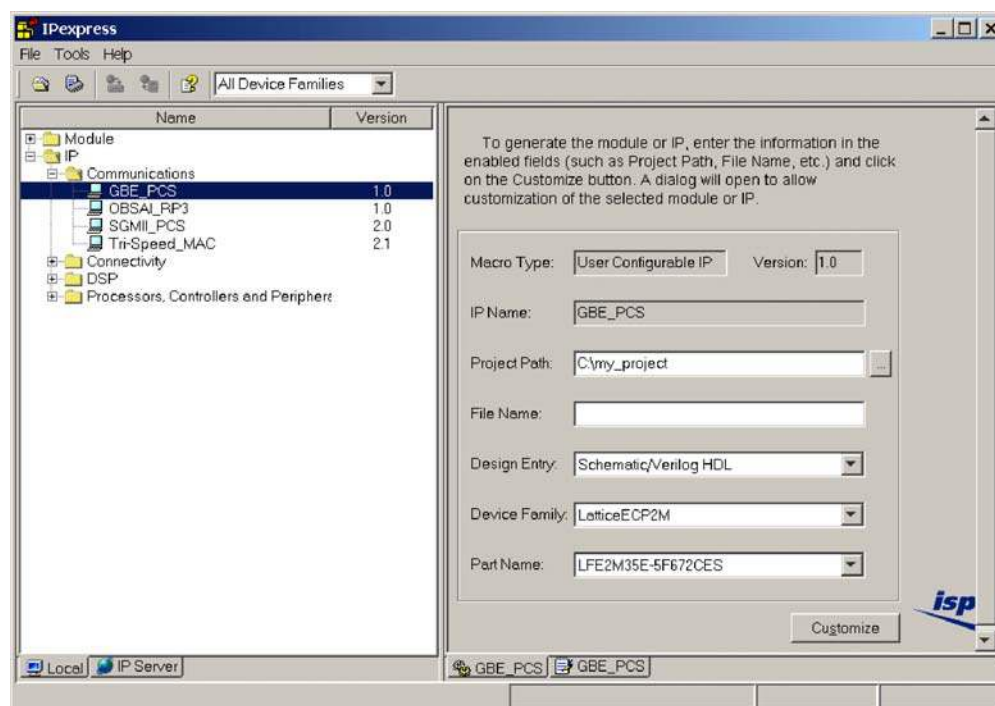 IPexpress
File Tools Help
All Device Families
Name Version
Module
IP
Communications
GBE_PCS 1.0
OBSAI_RP3 1.0
SGMII_PCS 2.0
Tri-Speed_MAC 2.1
Connectivity
DSP
Processors, Controllers and Periphera
To generate the module or IP, enter the information in the
enabled fields (such as Project Path, File Name, etc.) and click
on the Customize button. A dialog will open to allow
customization of the selected module or IP.
Macro Type: User Configurable IP Version: 1.0
IP Name: GBE_PCS
Project Path: C:\my_project ...
File Name:
Design Entry: Schematic/Verilog HDL
Device Family: LatticeECP2M
Part Name: LFE2M35E-5F672CES
isp
Customize
Local IP Server
GBE_PCS GBE_PCS